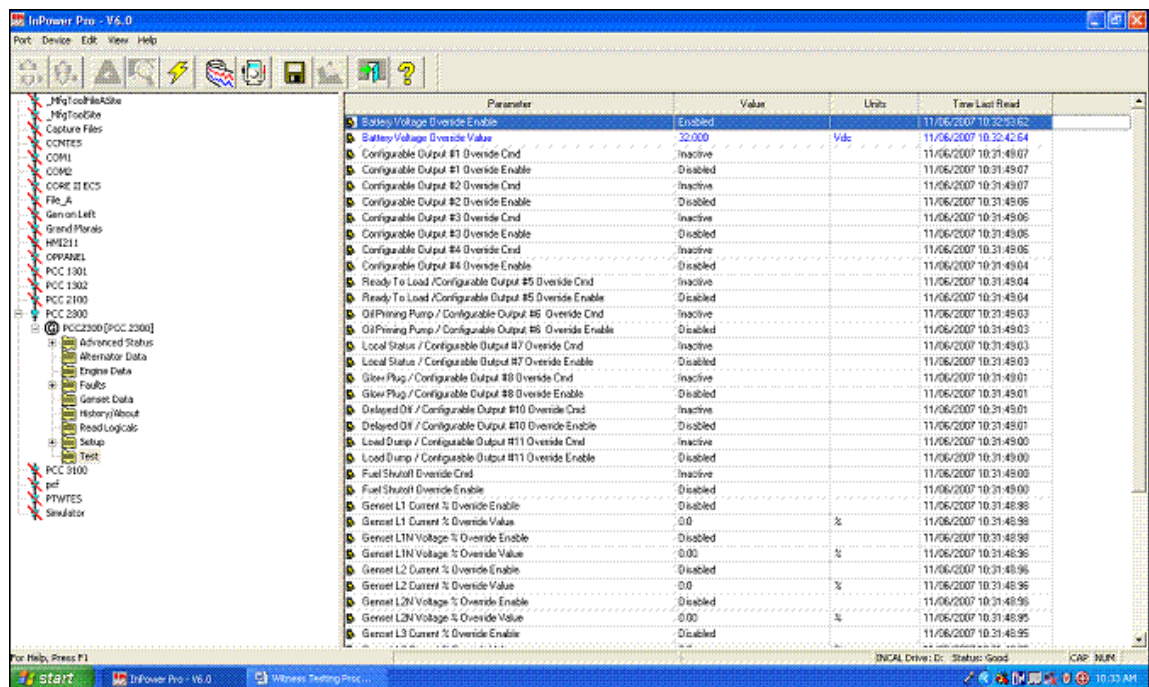 InPower Pro - V6.0
Port Device Edit View Help
_MfgToolFileASite
_MfgToolSite
Capture Files
CCNTES
COM1
COM2
CORE II ECS
File_A
Gen on Left
Grand Marais
HMI211
OPPANEL
PCC 1301
PCC 1302
PCC 2100
PCC 2300
PCC2300 [PCC 2300]
Advanced Status
Alternator Data
Engine Data
Faults
Genset Data
History/About
Read Logicals
Setup
Test
PCC 3100
psf
PTWTES
Simulator
Parameter Value Units Time Last Read
Battery Voltage Override Enable Enabled 11/06/2007 10:32:53:62
Battery Voltage Override Value 32.000 Vdc 11/06/2007 10:32:42:64
Configurable Output #1 Override Cmd Inactive 11/06/2007 10:31:49:07
Configurable Output #1 Override Enable Disabled 11/06/2007 10:31:49:07
Configurable Output #2 Override Cmd Inactive 11/06/2007 10:31:49:07
Configurable Output #2 Override Enable Disabled 11/06/2007 10:31:49:06
Configurable Output #3 Override Cmd Inactive 11/06/2007 10:31:49:06
Configurable Output #3 Override Enable Disabled 11/06/2007 10:31:49:06
Configurable Output #4 Override Cmd Inactive 11/06/2007 10:31:49:06
Configurable Output #4 Override Enable Disabled 11/06/2007 10:31:49:04
Ready To Load /Configurable Output #5 Override Cmd Inactive 11/06/2007 10:31:49:04
Ready To Load /Configurable Output #5 Override Enable Disabled 11/06/2007 10:31:49:04
Oil Priming Pump / Configurable Output #6 Override Cmd Inactive 11/06/2007 10:31:49:03
Oil Priming Pump / Configurable Output #6 Override Enable Disabled 11/06/2007 10:31:49:03
Local Status / Configurable Output #7 Override Cmd Inactive 11/06/2007 10:31:49:03
Local Status / Configurable Output #7 Override Enable Disabled 11/06/2007 10:31:49:03
Glow Plug / Configurable Output #8 Override Cmd Inactive 11/06/2007 10:31:49:01
Glow Plug / Configurable Output #8 Override Enable Disabled 11/06/2007 10:31:49:01
Delayed Off / Configurable Output #10 Override Cmd Inactive 11/06/2007 10:31:49:01
Delayed Off / Configurable Output #10 Override Enable Disabled 11/06/2007 10:31:49:01
Load Dump / Configurable Output #11 Override Cmd Inactive 11/06/2007 10:31:49:00
Load Dump / Configurable Output #11 Override Enable Disabled 11/06/2007 10:31:49:00
Fuel Shutoff Override Cmd Inactive 11/06/2007 10:31:49:00
Fuel Shutoff Override Enable Disabled 11/06/2007 10:31:49:00
Genset L1 Current % Override Enable Disabled 11/06/2007 10:31:48:98
Genset L1 Current % Override Value 0.0 % 11/06/2007 10:31:48:98
Genset L1N Voltage % Override Enable Disabled 11/06/2007 10:31:48:98
Genset L1N Voltage % Override Value 0.00 % 11/06/2007 10:31:48:96
Genset L2 Current % Override Enable Disabled 11/06/2007 10:31:48:96
Genset L2 Current % Override Value 0.0 % 11/06/2007 10:31:48:96
Genset L2N Voltage % Override Enable Disabled 11/06/2007 10:31:48:96
Genset L2N Voltage % Override Value 0.00 % 11/06/2007 10:31:48:95
Genset L3 Current % Override Enable Disabled 11/06/2007 10:31:48:95
For Help, Press F1 INCAL Drive: D: Status: Good CAP NUM
start InPower Pro - V6.0 Witness Testing Proc... 10:33 AM